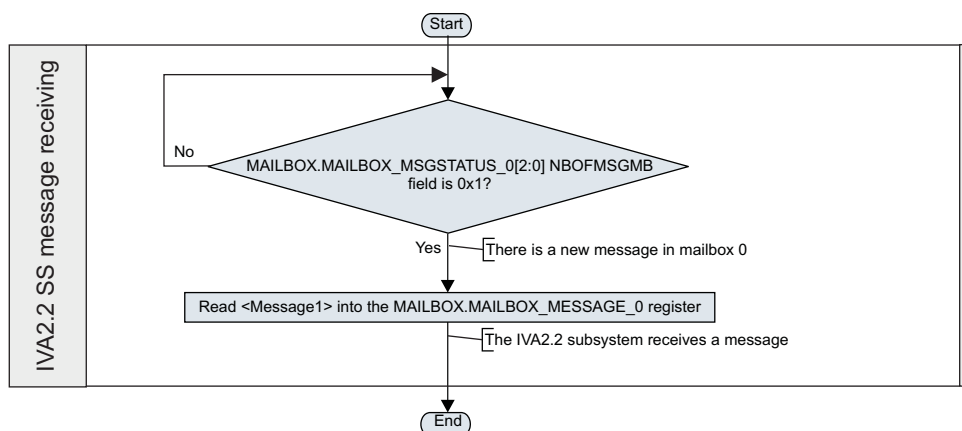 Start
IVA2.2 SS message receiving
No
MAILBOX.MAILBOX_MSGSTATUS_0[2:0] NBOFMSGMB
field is 0x1?
Yes
There is a new message in mailbox 0
Read <Message1> into the MAILBOX.MAILBOX_MESSAGE_0 register
The IVA2.2 subsystem receives a message
End